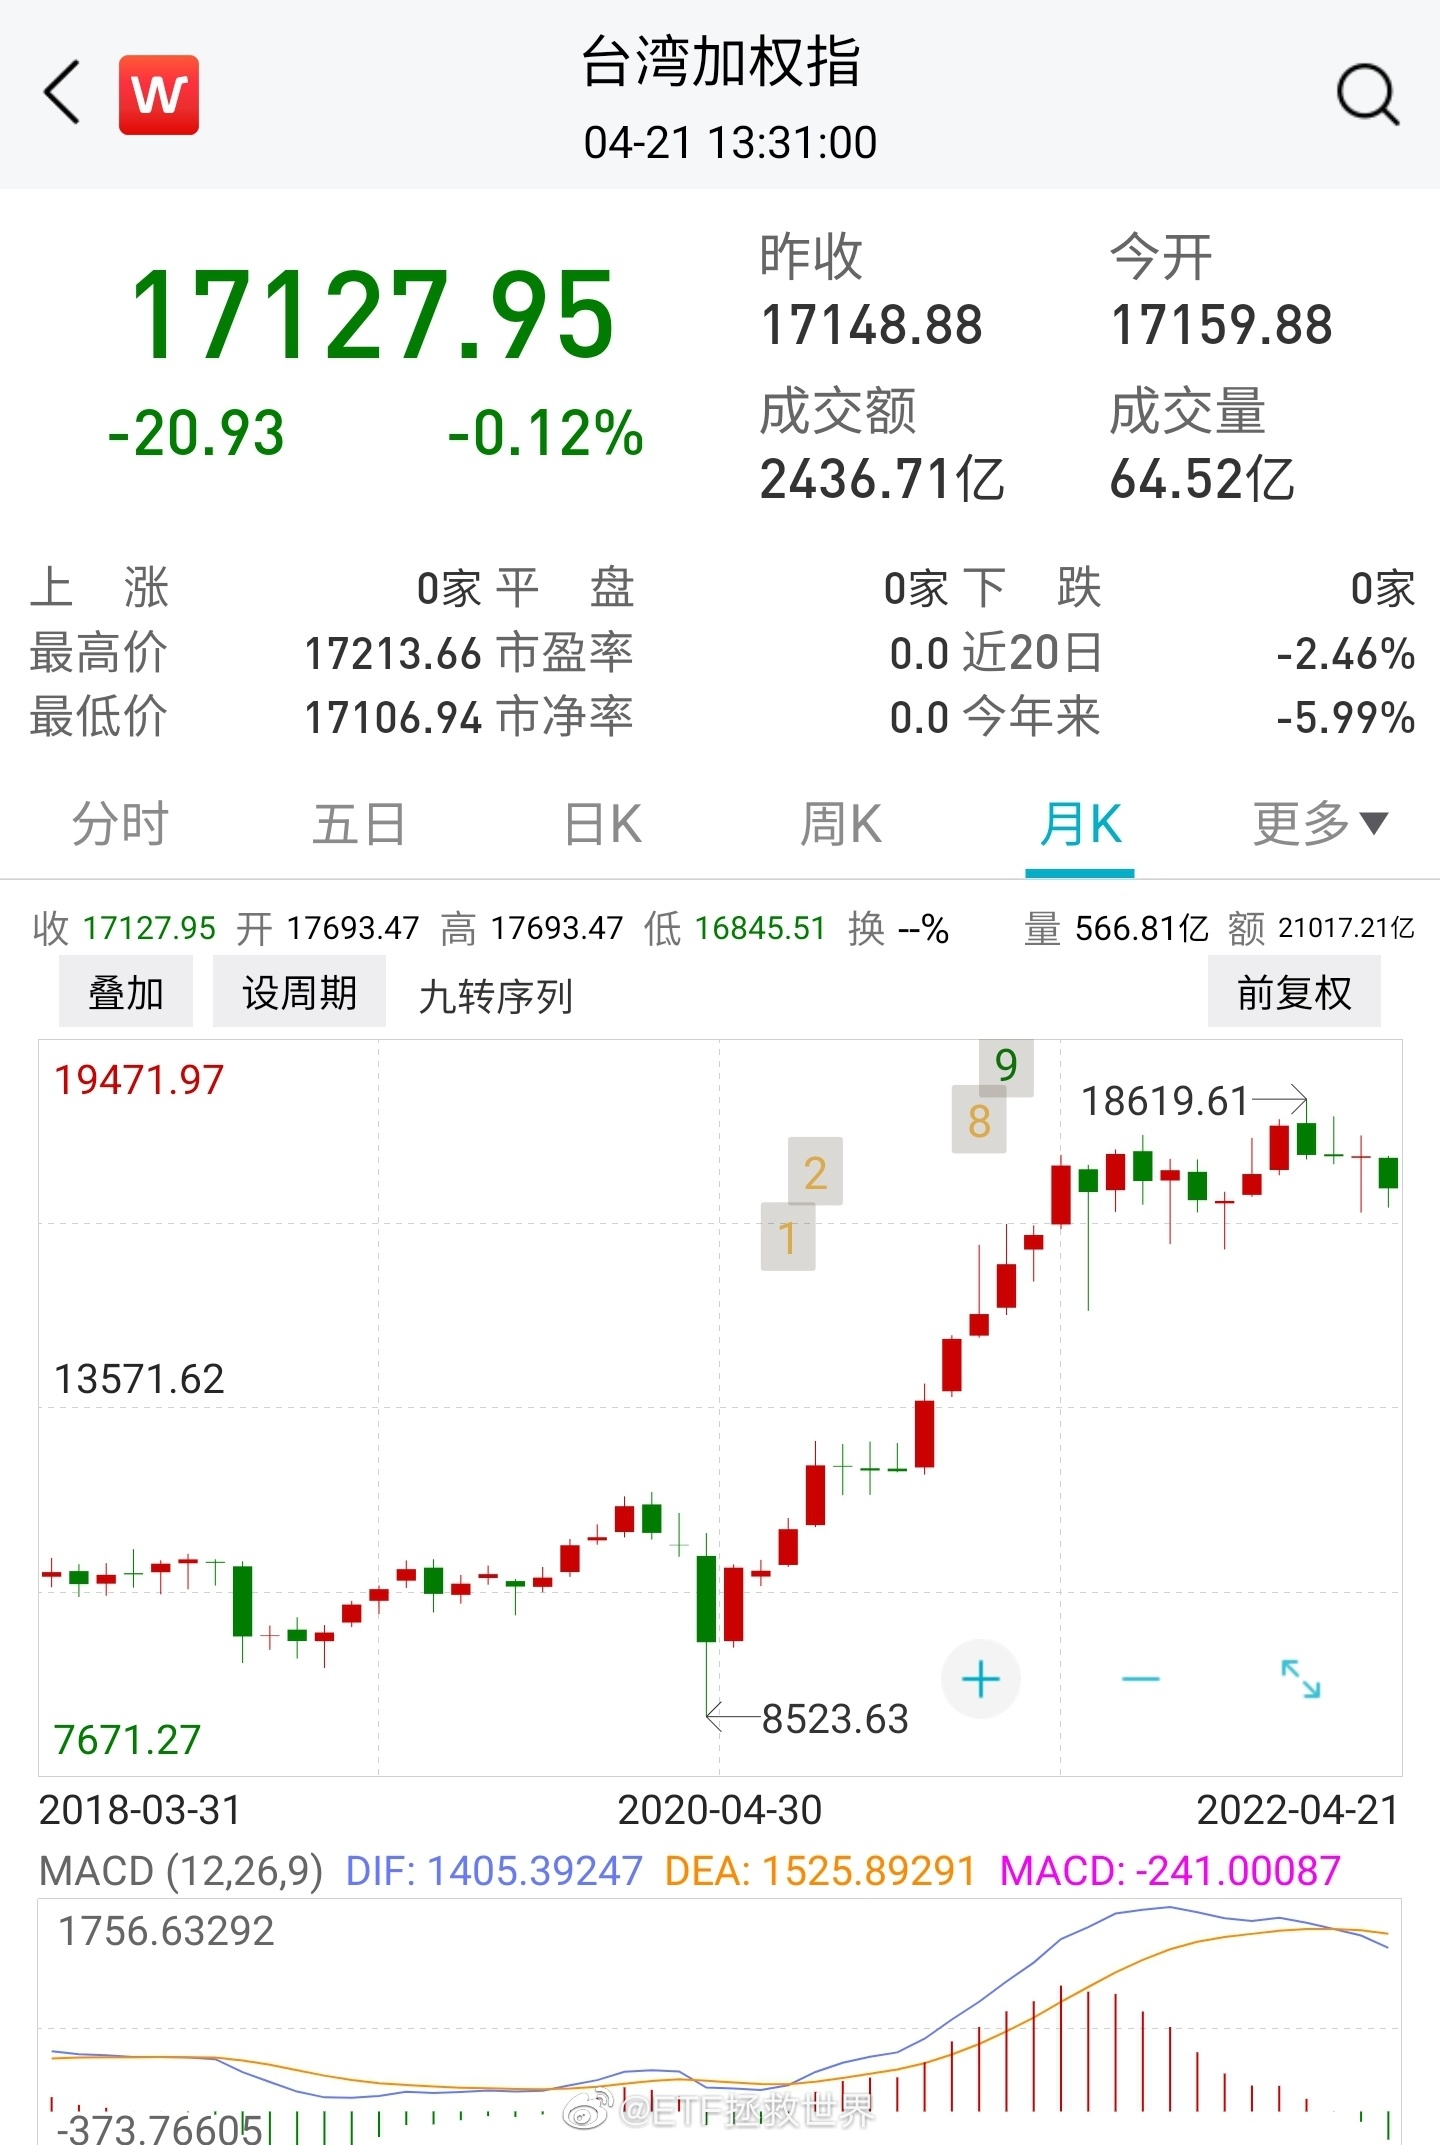 台湾加权指
W
04-21 13:31:00
17127.95
-20.93 -0.12%
昨收 今开
17148.88 17159.88
成交额 成交量
2436.71亿 64.52亿
上 涨 0家 平 盘 0家 下 跌 0家
最高价 17213.66 市盈率 0.0 近20日 -2.46%
最低价 17106.94 市净率 0.0 今年来 -5.99%
分时 五日 日K 周K 月K 更多▼
收 17127.95 开 17693.47 高 17693.47 低 16845.51 换 --% 量 566.81亿 额 21017.21亿
叠加 设周期 九转序列 前复权
9
19471.97
18619.61
8
2
1
13571.62
8523.63
7671.27
2018-03-31 2020-04-30 2022-04-21
MACD (12,26,9) DIF: 1405.39247 DEA: 1525.89291 MACD: -241.00087
1756.63292
-373.76605
@ETF拯救世界